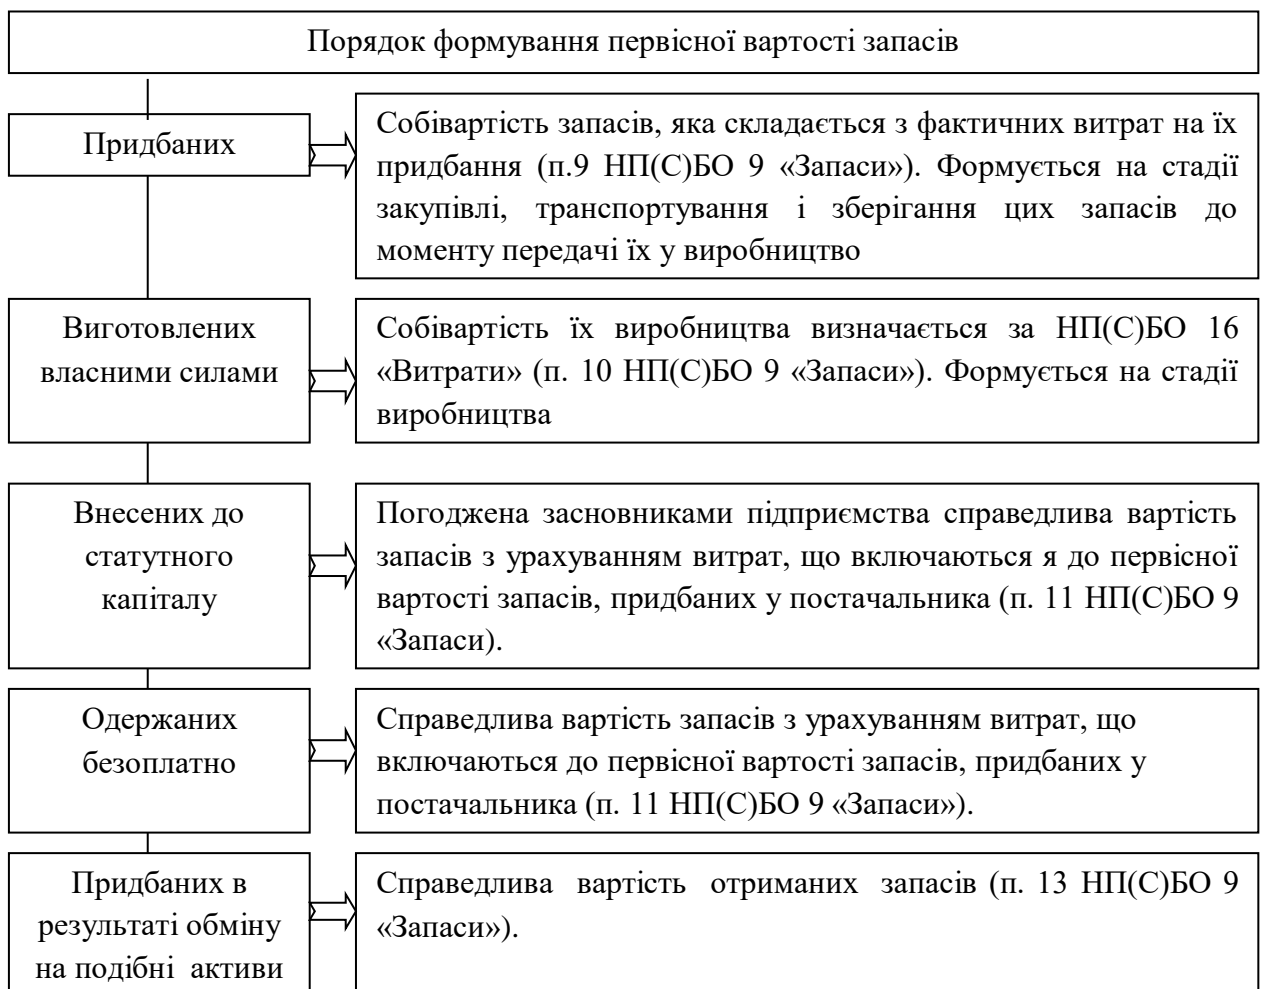 Порядок формування первісної вартості запасів
Придбаних
Собівартість запасів, яка складається з фактичних витрат на їх
придбання (п.9 НП(С)БО 9 «Запаси»). Формується на стадії
закупівлі, транспортування і зберігання цих запасів до
моменту передачі їх у виробництво
Виготовлених
власними силами
Собівартість їх виробництва визначається за НП(С)БО 16
«Витрати» (п. 10 НП(С)БО 9 «Запаси»). Формується на стадії
виробництва
Внесених до
статутного
капіталу
Погоджена засновниками підприємства справедлива вартість
запасів з урахуванням витрат, що включаються я до первісної
вартості запасів, придбаних у постачальника (п. 11 НП(С)БО 9
«Запаси).
Одержаних
безоплатно
Справедлива вартість запасів з урахуванням витрат, що
включаються до первісної вартості запасів, придбаних у
постачальника (п. 11 НП(С)БО 9 «Запаси»).
Придбаних в
результаті обміну
на подібні активи
Справедлива вартість отриманих запасів (п. 13 НП(С)БО 9
«Запаси»).